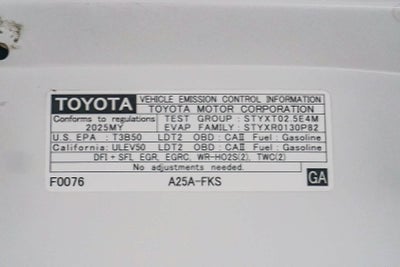 TOYOTA VEHICLE EMISSION CONTROL INFORMATION
TOYOTA MOTOR CORPORATION
Conforms to regulations TEST GROUP : STYXT02.5E4M
2025MY EVAP FAMILY : STYXR0130P82
U.S. EPA : T3B50 LDT2 OBD : CAII Fuel : Gasoline
California: ULEV50 LDT2 OBD : CAII Fuel : Gasoline
DFI + SFI, EGR, EGRC, WR-HO2S(2), TWC(2)
No adjustments needed.
F0076 A25A-FKS GA